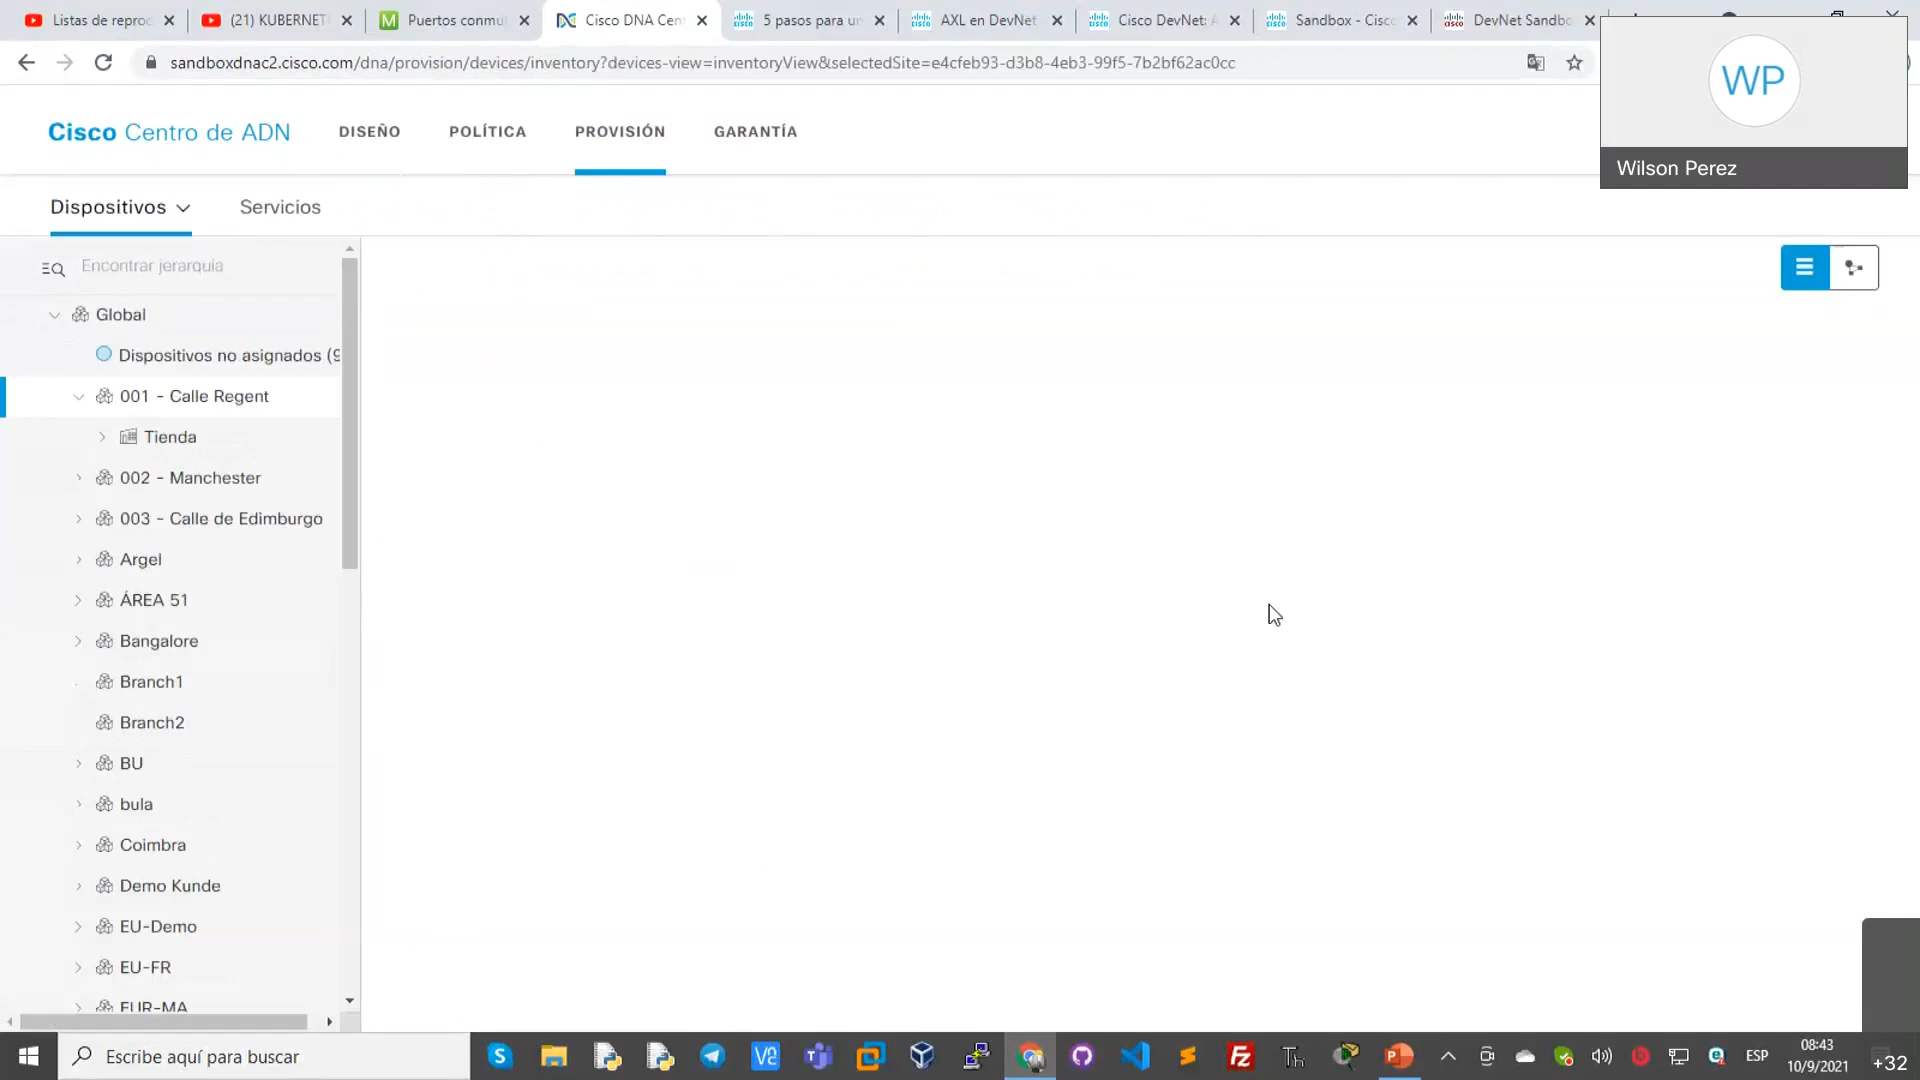 Listas de reproc
(21) KUBERNET
Puertos conmu
Cisco DNA Cen
5 pasos para un
AXL en DevNet
Cisco DevNet: A
Sandbox - Cisc
DevNet Sandbo
sandboxdnac2.cisco.com/dna/provision/devices/inventory?devices-view=inventoryView&selectedSite=e4cfeb93-d3b8-4eb3-99f5-7b2bf62ac0cc
WP
Wilson Perez
Cisco Centro de ADN
DISEÑO
POLÍTICA
PROVISIÓN
GARANTÍA
Dispositivos
Servicios
Encontrar jerarquía
Global
Dispositivos no asignados (9
001 - Calle Regent
Tienda
002 - Manchester
003 - Calle de Edimburgo
Argel
ÁREA 51
Bangalore
Branch1
Branch2
BU
bula
Coimbra
Demo Kunde
EU-Demo
EU-FR
EUR-MA
Escribe aquí para buscar
ESP
08:43
10/9/2021
+32